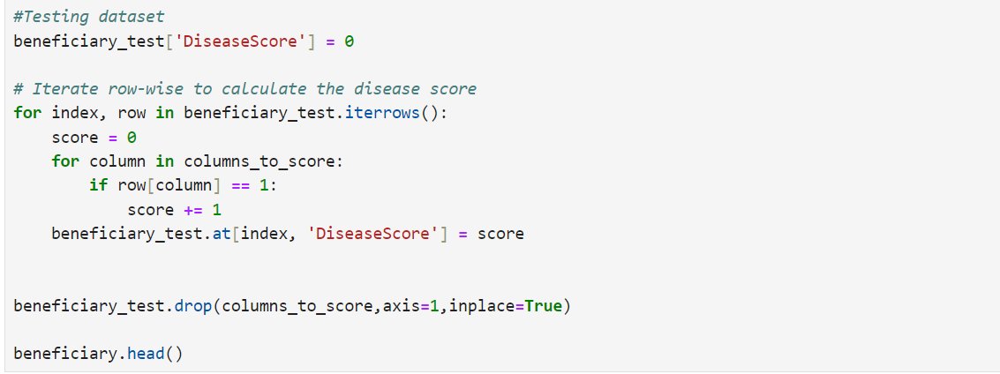 #Testing dataset
beneficiary_test['DiseaseScore'] = 0
# Iterate row-wise to calculate the disease score
for index, row in beneficiary_test.iterrows():
    score = 0
    for column in columns_to_score:
        if row[column] == 1:
            score += 1
    beneficiary_test.at[index, 'DiseaseScore'] = score
beneficiary_test.drop(columns_to_score,axis=1,inplace=True)
beneficiary.head()